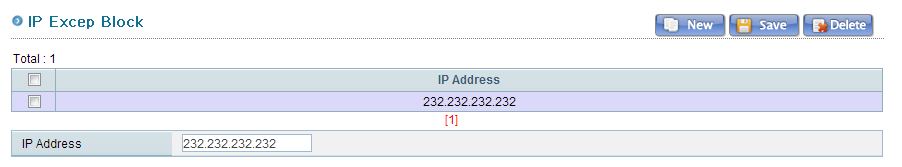 IP Excep Block
New Save Delete
Total : 1
IP Address
232.232.232.232
[1]
IP Address 232.232.232.232